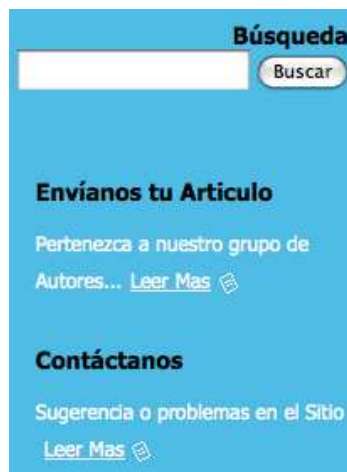 Búsqueda
Buscar
Envíanos tu Articulo
Pertenezca a nuestro grupo de
Autores... Leer Mas
Contáctanos
Sugerencia o problemas en el Sitio
Leer Mas